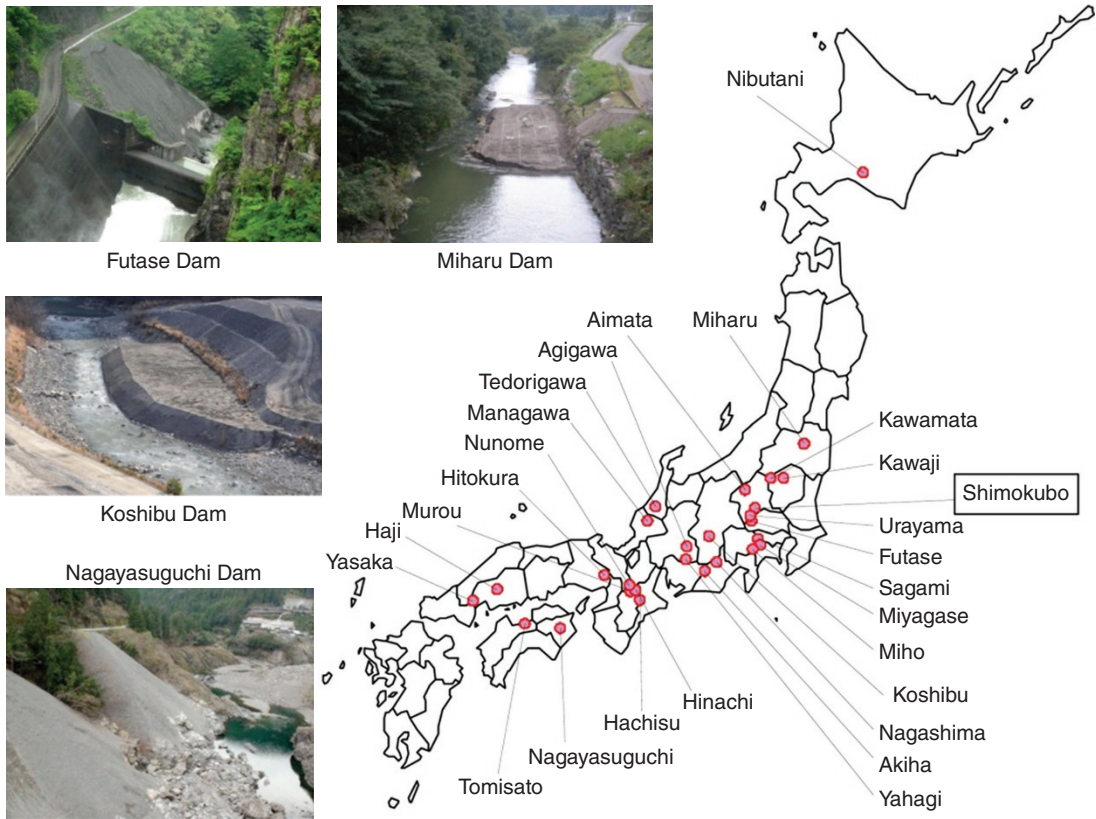 Futase Dam
Miharu Dam
Koshibu Dam
Nagayasuguchi Dam
Nibutani
Aimata
Miharu
Agigawa
Tedorigawa
Managawa
Nunome
Hitokura
Murou
Haji
Yasaka
Kawamata
Kawaji
Shimokubo
Urayama
Futase
Sagami
Miyagase
Miho
Koshibu
Nagashima
Akiha
Yahagi
Hinachi
Hachisu
Nagayasuguchi
Tomisato